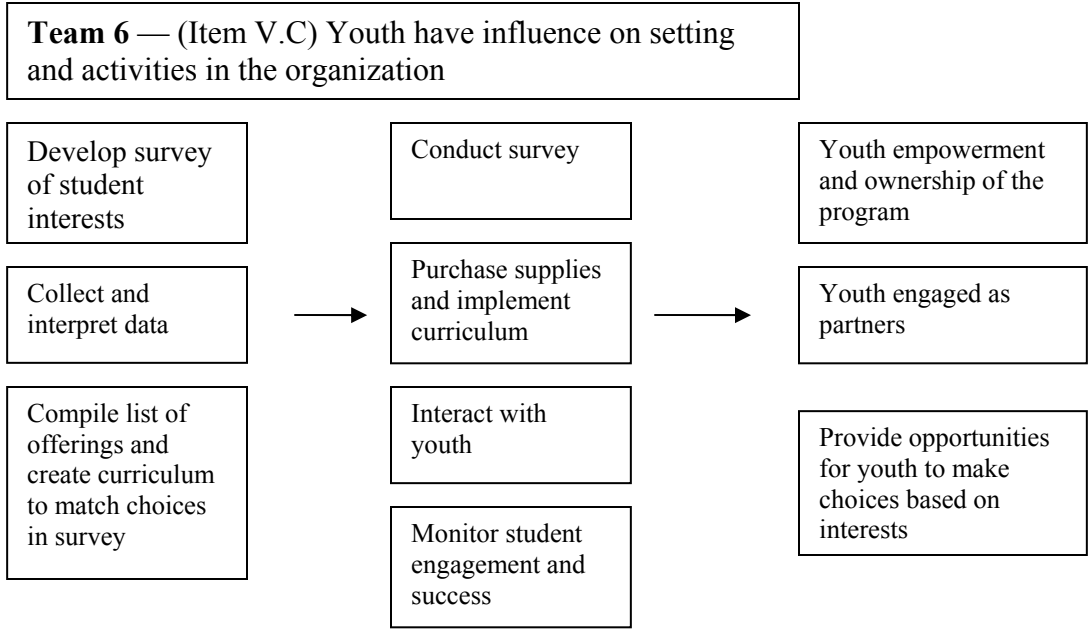 Team 6 — (Item V.C) Youth have influence on setting
and activities in the organization
Develop survey
of student
interests
Collect and
interpret data
Compile list of
offerings and
create curriculum
to match choices
in survey
Conduct survey
Purchase supplies
and implement
curriculum
Interact with
youth
Monitor student
engagement and
success
Youth empowerment
and ownership of the
program
Youth engaged as
partners
Provide opportunities
for youth to make
choices based on
interests